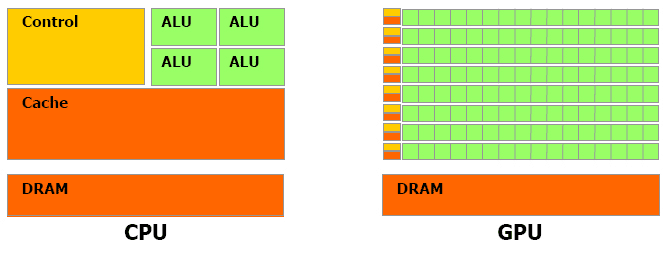 Control
ALU
ALU
ALU
ALU
Cache
DRAM
CPU
DRAM
GPU